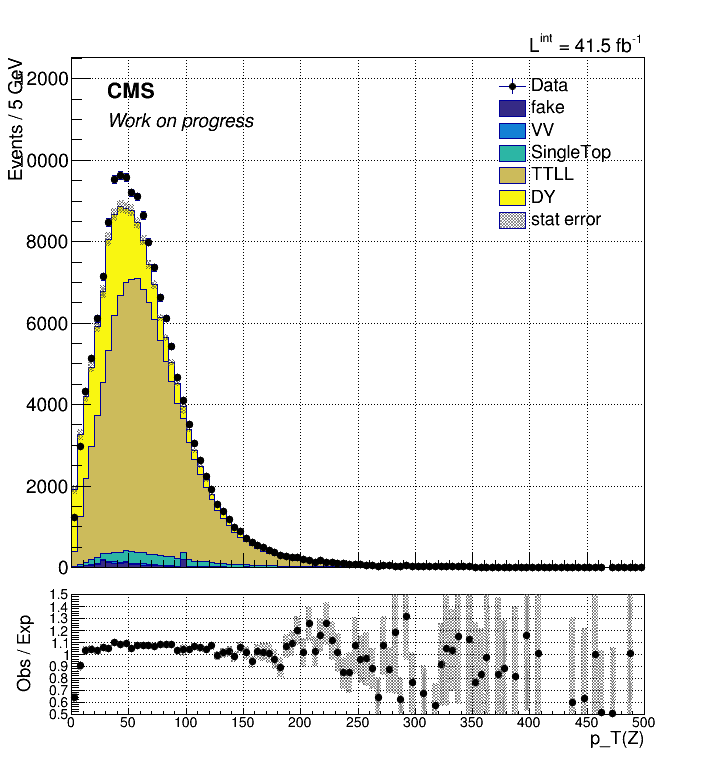 L^int = 41.5 fb^-1
Events / 5 GeV
12000
10000
8000
6000
4000
2000
0
CMS
Work on progress
Data
fake
VV
SingleTop
TTLL
DY
stat error
Obs / Exp
1.5
1.4
1.3
1.2
1.1
1
0.9
0.8
0.7
0.6
0.5
0 50 100 150 200 250 300 350 400 450 500
p_T(Z)